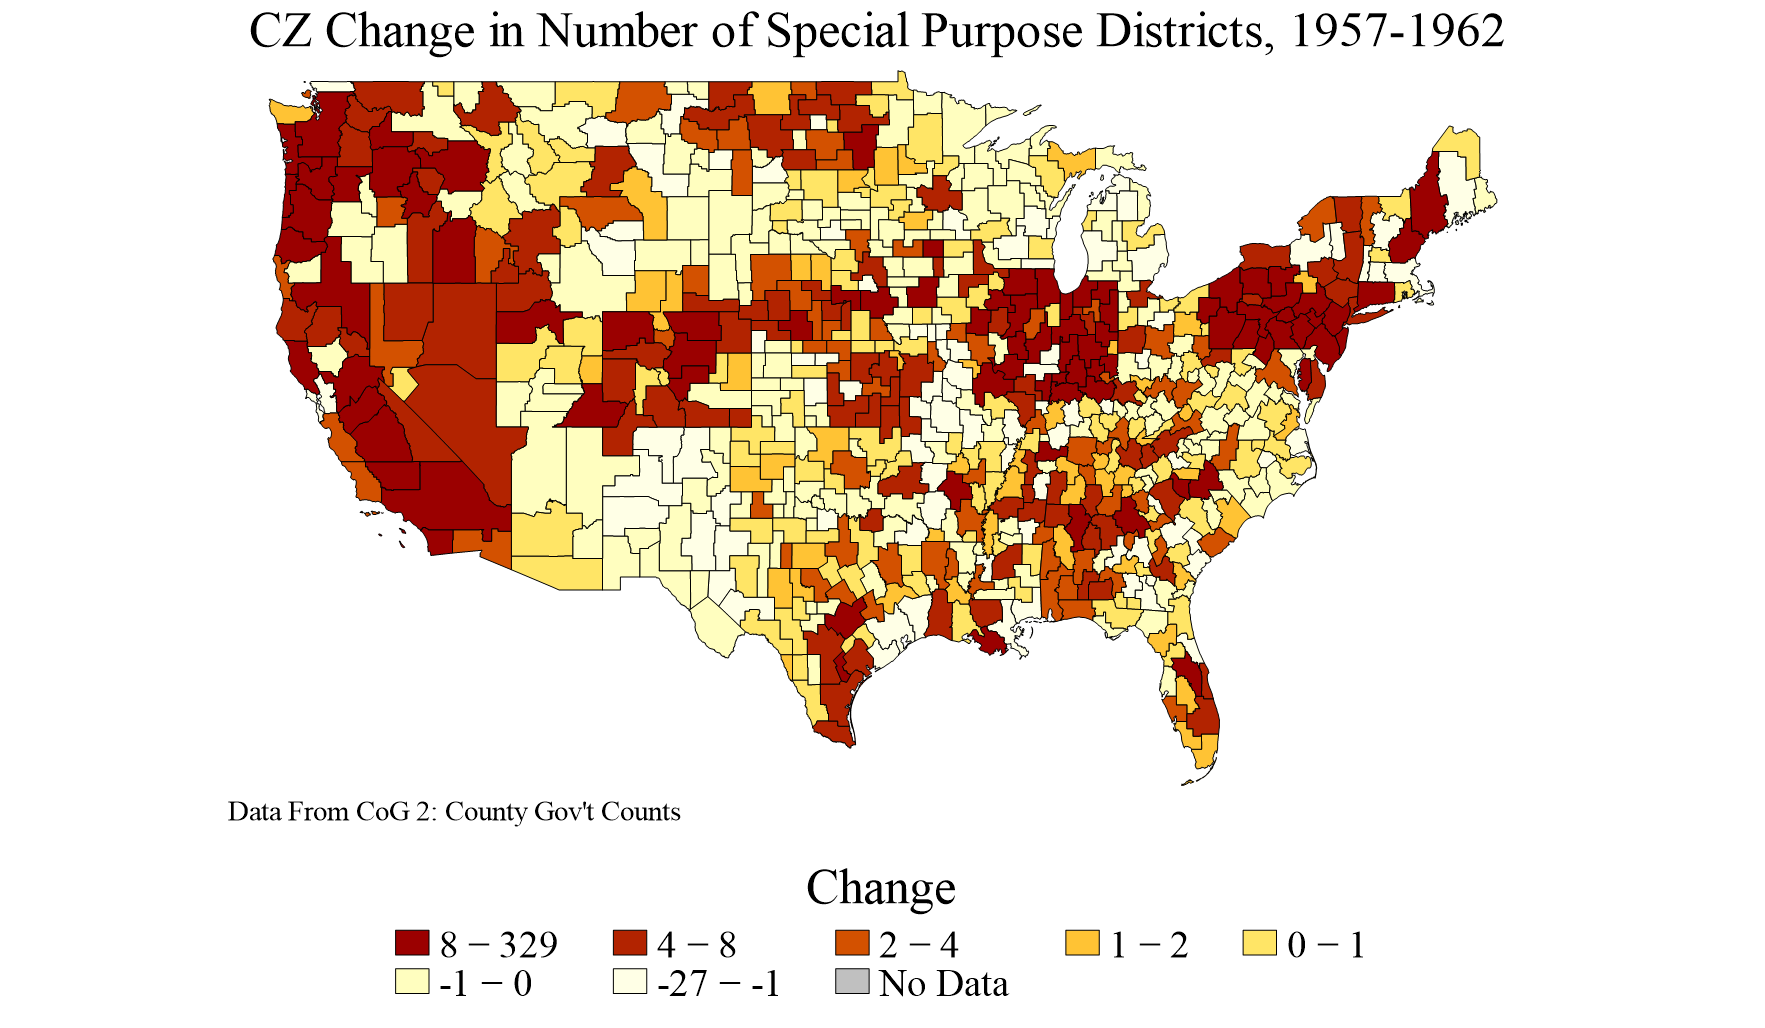 CZ Change in Number of Special Purpose Districts, 1957-1962
Data From CoG 2: County Gov't Counts
Change
8 − 329
4 − 8
2 − 4
1 − 2
0 − 1
-1 − 0
-27 − -1
No Data